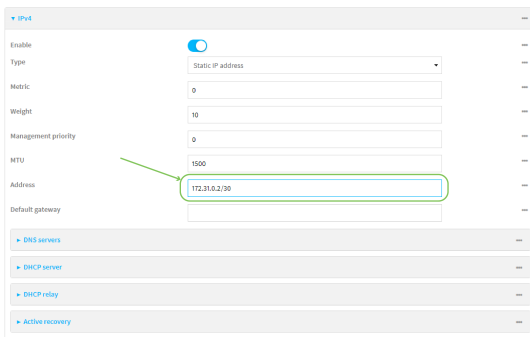 ▾ IPv4
Enable
Type Static IP address
Metric 0
Weight 10
Management priority 0
MTU 1500
Address 172.31.0.2/30
Default gateway
▸ DNS servers
▸ DHCP server
▸ DHCP relay
▸ Active recovery